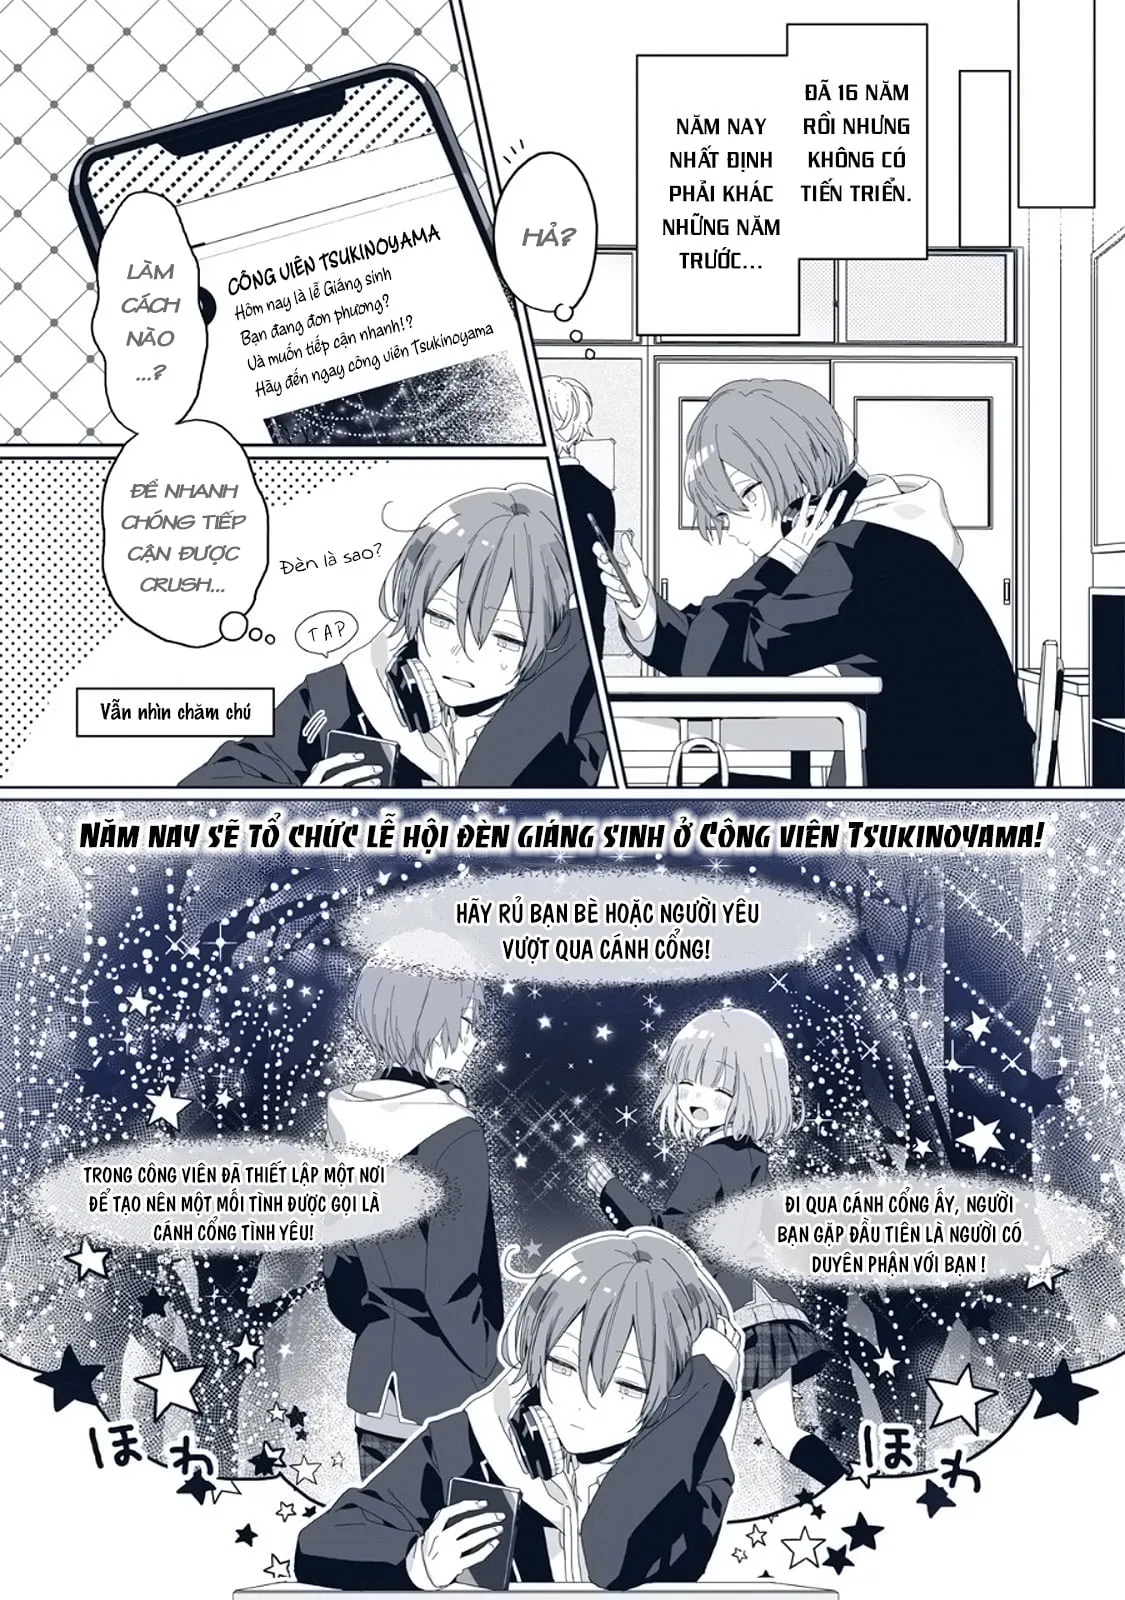 ĐÃ 16 NĂM
RỒI NHƯNG
KHÔNG CÓ
TIẾN TRIỂN.
NĂM NAY
NHẤT ĐỊNH
PHẢI KHÁC
NHỮNG NĂM
TRƯỚC...
HẢ?
CÔNG VIÊN TSUKINOYAMA
Hôm nay là lễ Giáng sinh
Bạn đang đơn phương?
Và muốn tiếp cận nhanh!?
Hãy đến ngay công viên Tsukinoyama
LÀM
CÁCH
NÀO
...?
ĐỂ NHANH
CHÓNG TIẾP
CẬN ĐƯỢC
CRUSH...
Đèn là sao?
TAP
Vẫn nhìn chăm chú
NĂM NAY SẼ TỔ CHỨC LỄ HỘI ĐÈN GIÁNG SINH Ở CÔNG VIÊN TSUKINOYAMA!
HÃY RỦ BẠN BÈ HOẶC NGƯỜI YÊU
VƯỢT QUA CÁNH CỔNG!
TRONG CÔNG VIÊN ĐÃ THIẾT LẬP MỘT NƠI
ĐỂ TẠO NÊN MỘT MỐI TÌNH ĐƯỢC GỌI LÀ
CÁNH CỔNG TÌNH YÊU!
ĐI QUA CÁNH CỔNG ẤY, NGƯỜI
BẠN GẶP ĐẦU TIÊN LÀ NGƯỜI CÓ
DUYÊN PHẬN VỚI BẠN !
ほわ
ほわ